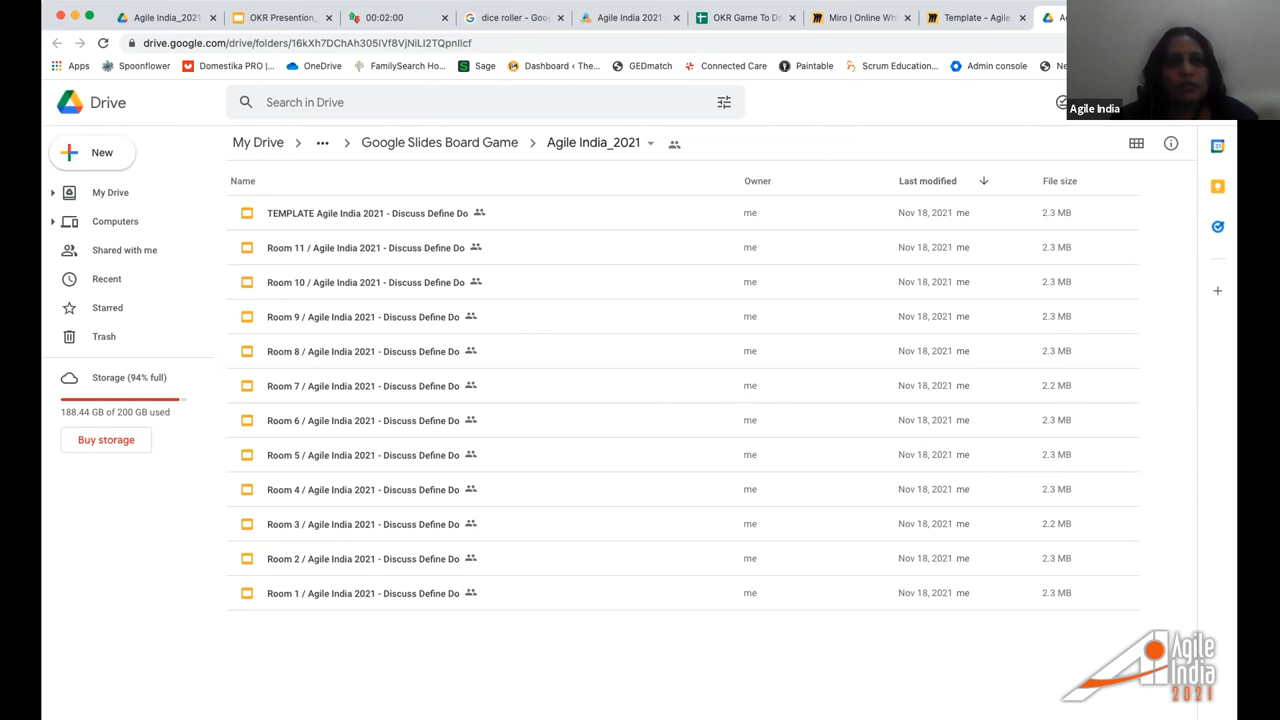 Agile India_2021
OKR Presention_
00:02:00
dice roller - Goo
Agile India 2021
OKR Game To Do
Miro | Online Wh
Template - Agile
drive.google.com/drive/folders/16kXh7DChAh305IVf8VjNiLI2TQpnIlcf
Apps
Spoonflower
Domestika PRO |...
OneDrive
FamilySearch Ho...
Sage
Dashboard ‹ The...
GEDmatch
Connected Care
Paintable
Scrum Education...
Admin console
Agile India
Drive
Search in Drive
New
My Drive
Computers
Shared with me
Recent
Starred
Trash
Storage (94% full)
188.44 GB of 200 GB used
Buy storage
My Drive > ••• > Google Slides Board Game > Agile India_2021
Name Owner Last modified File size
TEMPLATE Agile India 2021 - Discuss Define Do me Nov 18, 2021 me 2.3 MB
Room 11 / Agile India 2021 - Discuss Define Do me Nov 18, 2021 me 2.3 MB
Room 10 / Agile India 2021 - Discuss Define Do me Nov 18, 2021 me 2.3 MB
Room 9 / Agile India 2021 - Discuss Define Do me Nov 18, 2021 me 2.3 MB
Room 8 / Agile India 2021 - Discuss Define Do me Nov 18, 2021 me 2.3 MB
Room 7 / Agile India 2021 - Discuss Define Do me Nov 18, 2021 me 2.2 MB
Room 6 / Agile India 2021 - Discuss Define Do me Nov 18, 2021 me 2.3 MB
Room 5 / Agile India 2021 - Discuss Define Do me Nov 18, 2021 me 2.3 MB
Room 4 / Agile India 2021 - Discuss Define Do me Nov 18, 2021 me 2.3 MB
Room 3 / Agile India 2021 - Discuss Define Do me Nov 18, 2021 me 2.2 MB
Room 2 / Agile India 2021 - Discuss Define Do me Nov 18, 2021 me 2.3 MB
Room 1 / Agile India 2021 - Discuss Define Do me Nov 18, 2021 me 2.3 MB
Agile
India
2021